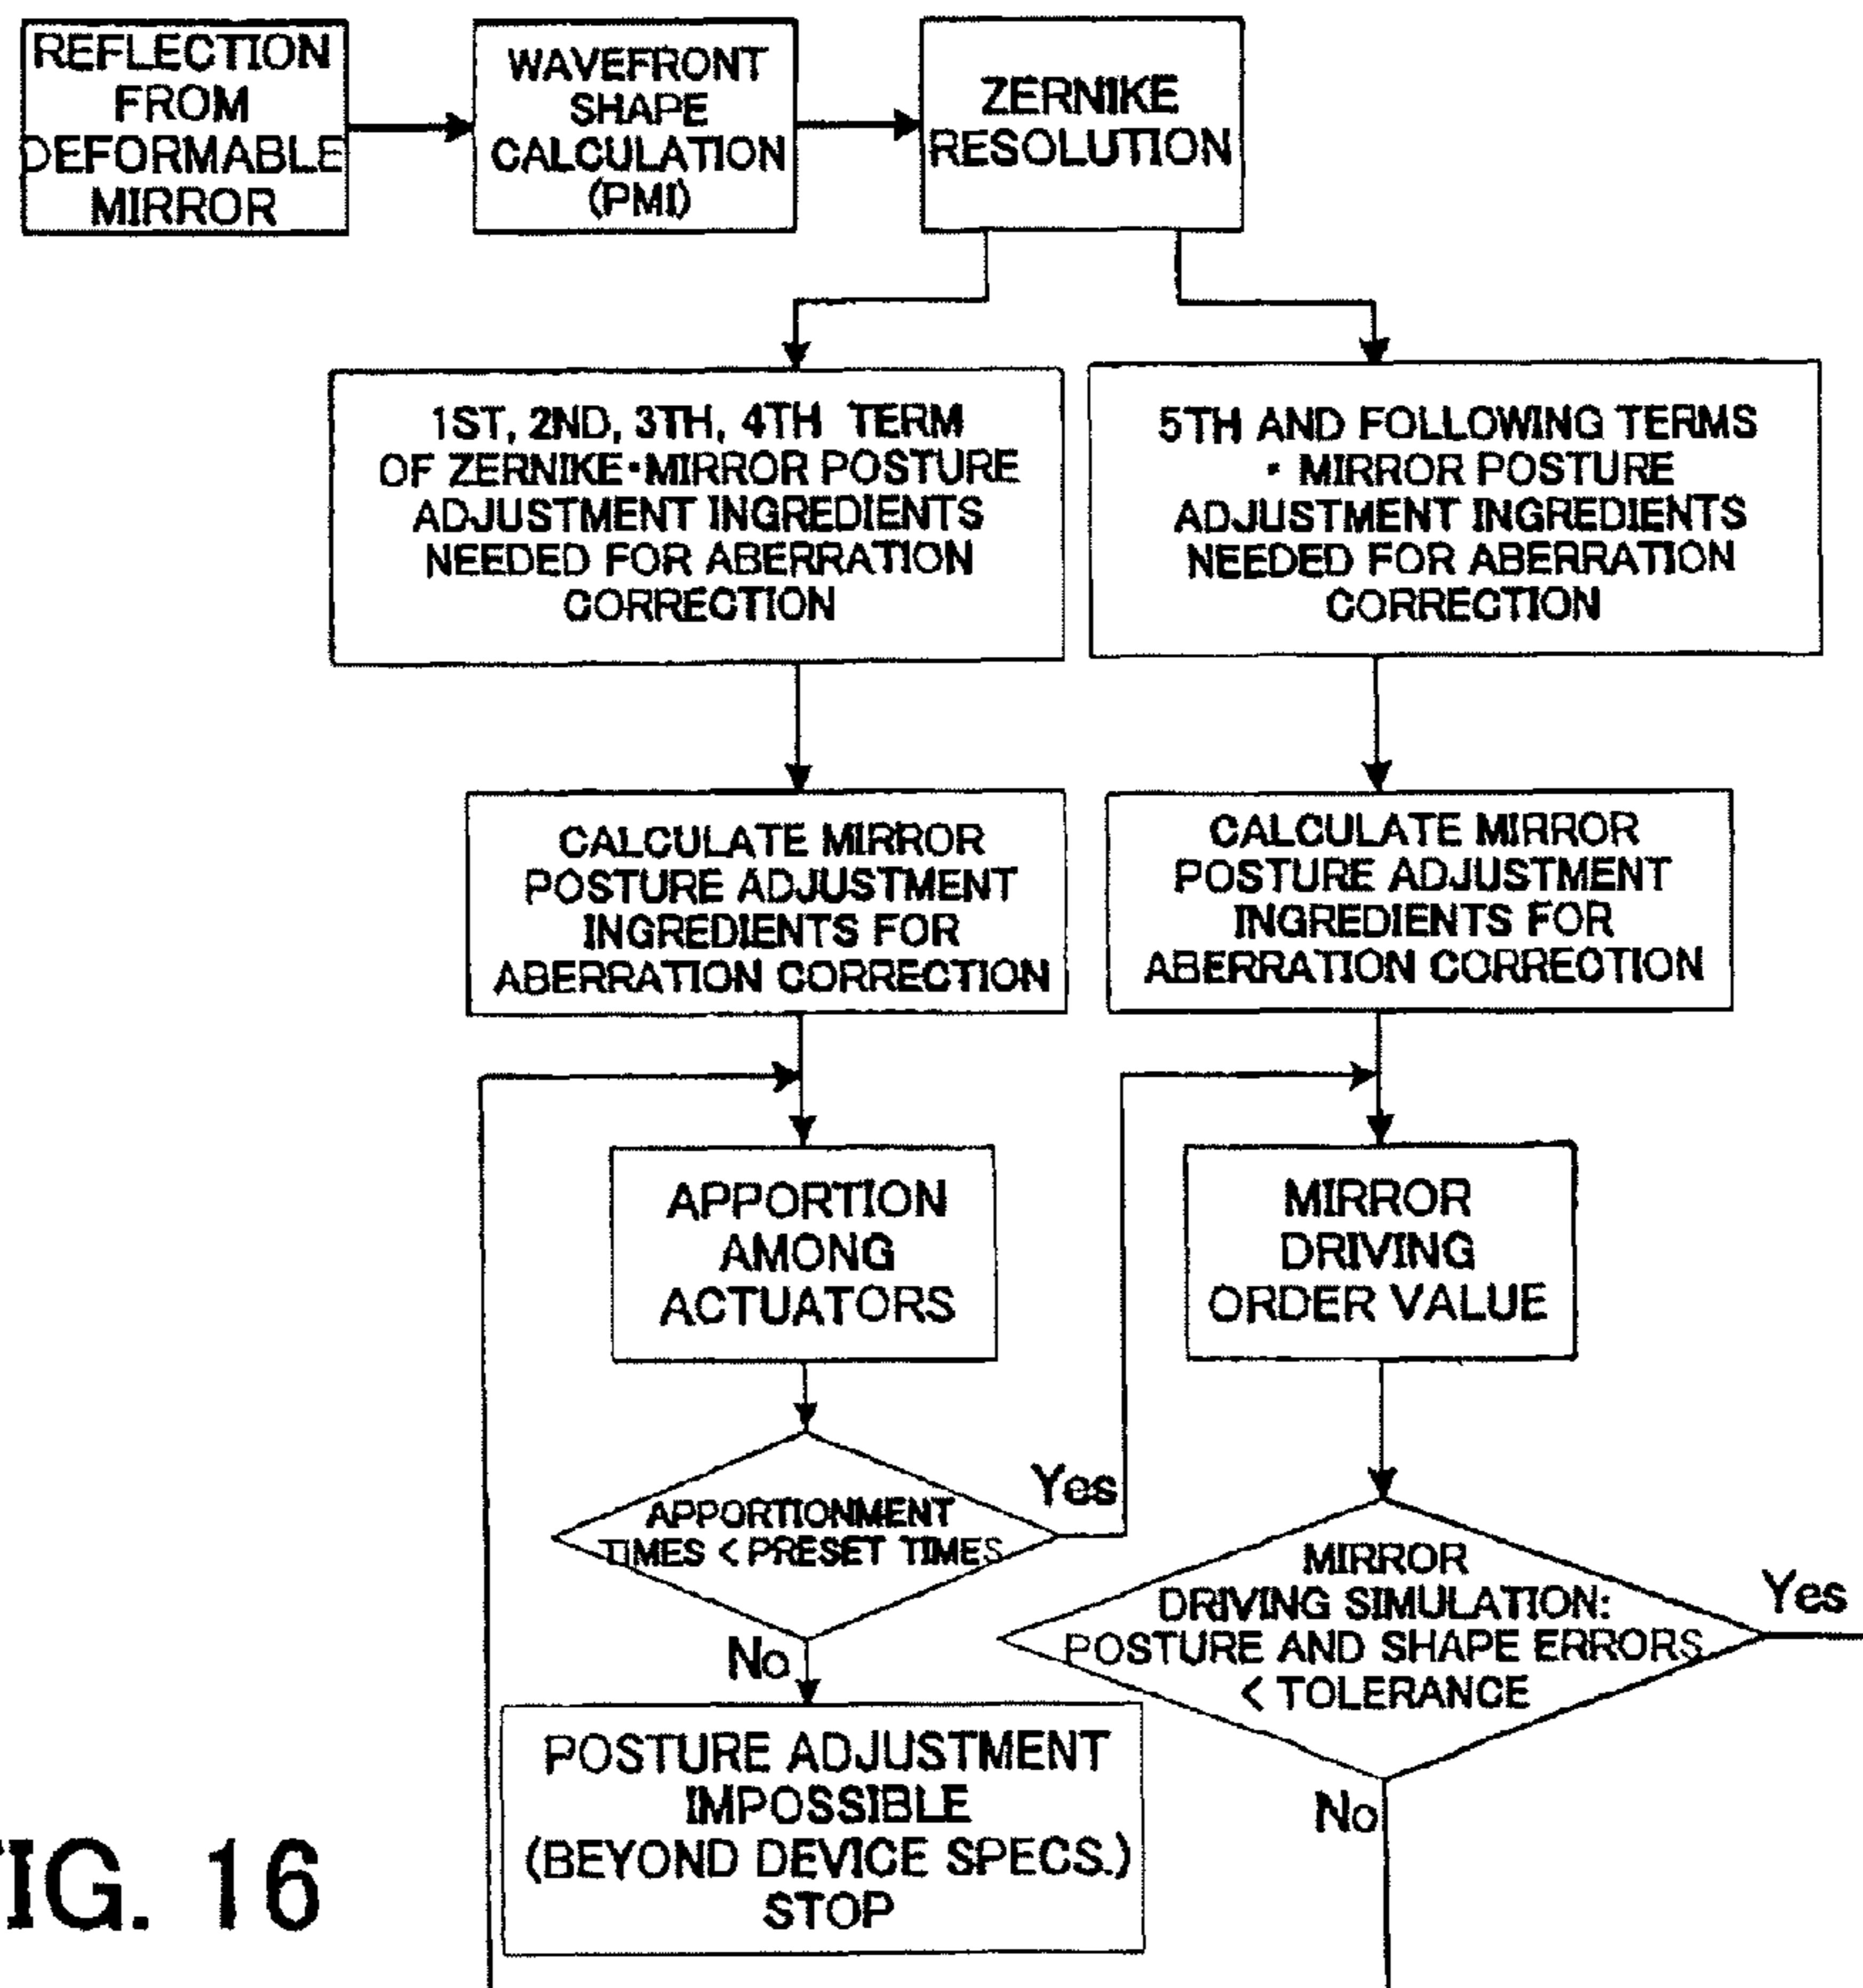 REFLECTION
FROM
DEFORMABLE
MIRROR
WAVEFRONT
SHAPE
CALCULATION
(PMI)
ZERNIKE
RESOLUTION
1ST, 2ND, 3TH, 4TH TERM
OF ZERNIKE·MIRROR POSTURE
ADJUSTMENT INGREDIENTS
NEEDED FOR ABERRATION
CORRECTION
5TH AND FOLLOWING TERMS
· MIRROR POSTURE
ADJUSTMENT INGREDIENTS
NEEDED FOR ABERRATION
CORRECTION
CALCULATE MIRROR
POSTURE ADJUSTMENT
INGREDIENTS FOR
ABERRATION CORRECTION
CALCULATE MIRROR
POSTURE ADJUSTMENT
INGREDIENTS FOR
ABERRATION CORRECTION
APPORTION
AMONG
ACTUATORS
MIRROR
DRIVING
ORDER VALUE
APPORTIONMENT
TIMES < PRESET TIMES
Yes
No
MIRROR
DRIVING SIMULATION:
POSTURE AND SHAPE ERRORS
< TOLERANCE
Yes
No
POSTURE ADJUSTMENT
IMPOSSIBLE
(BEYOND DEVICE SPECS.)
STOP
FIG. 16